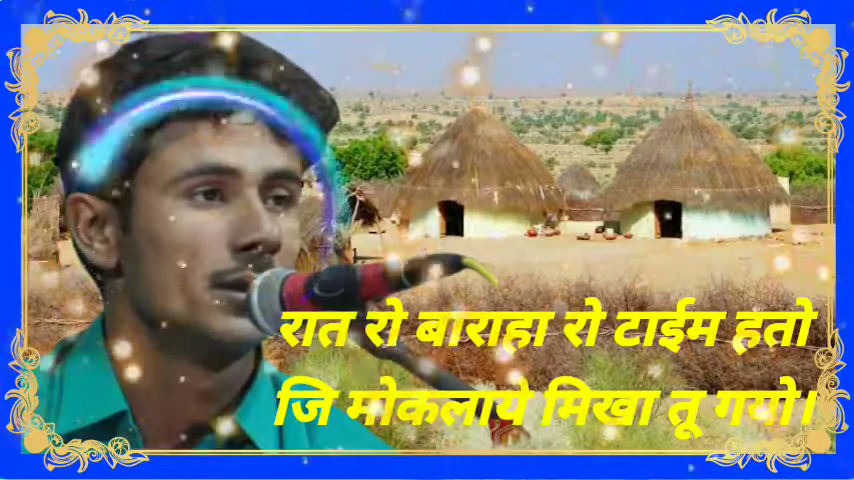 रात रो बाराहा रो टाईम हतो
जि मोकलाये मिखा तू गयो।